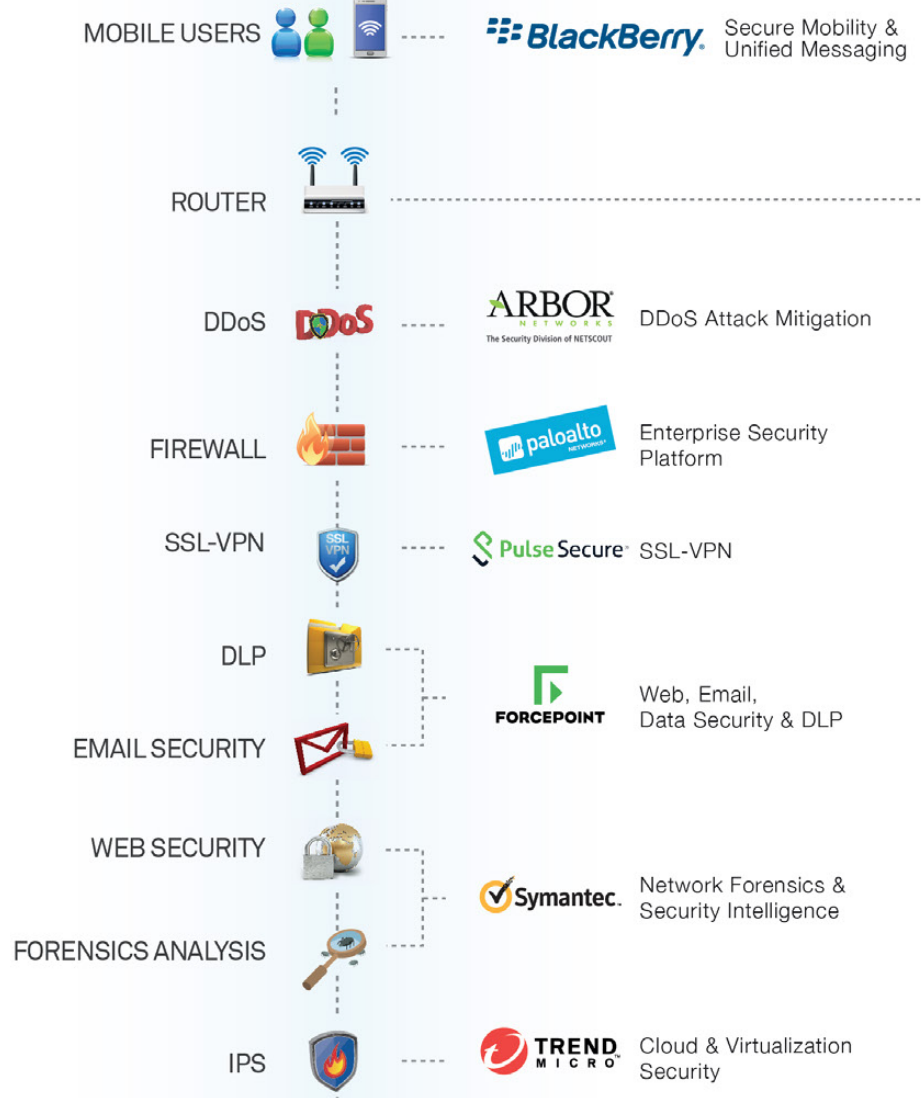 MOBILE USERS
BlackBerry.
Secure Mobility &
Unified Messaging
ROUTER
DDoS
DDoS
ARBOR®
NETWORKS
The Security Division of NETSCOUT
DDoS Attack Mitigation
FIREWALL
paloalto
NETWORKS®
Enterprise Security
Platform
SSL-VPN
SSL
VPN
Pulse Secure®
SSL-VPN
DLP
FORCEPOINT
Web, Email,
Data Security & DLP
EMAIL SECURITY
WEB SECURITY
Symantec.
Network Forensics &
Security Intelligence
FORENSICS ANALYSIS
IPS
TREND
MICRO™
Cloud & Virtualization
Security